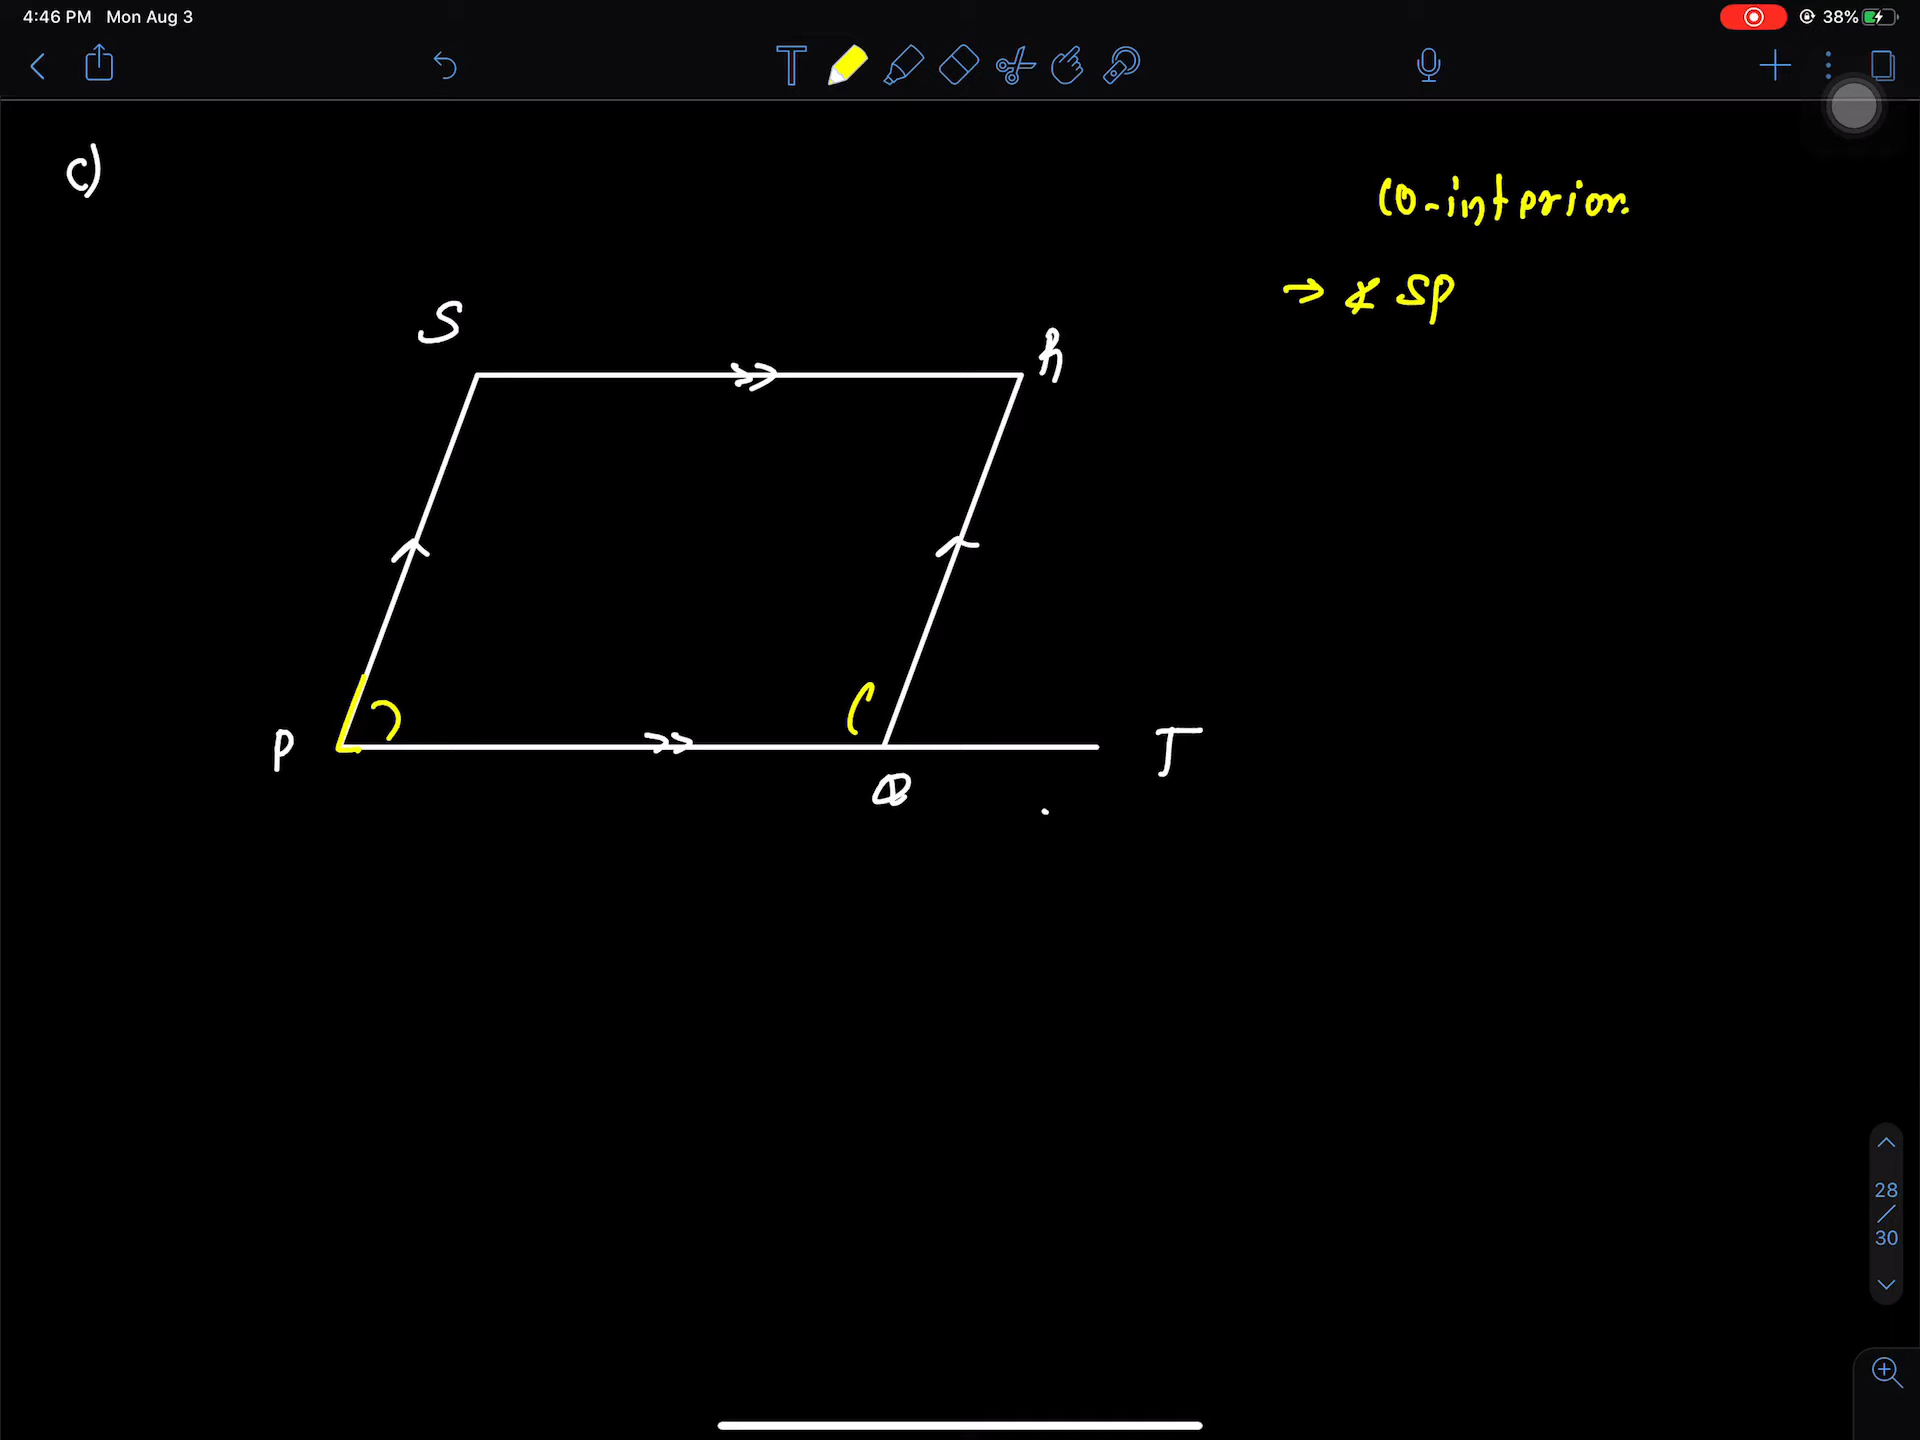 4:46 PM Mon Aug 3
38%
c)
co-interior.
→ ∡ SP
S
R
P
Q
T
28
/
30